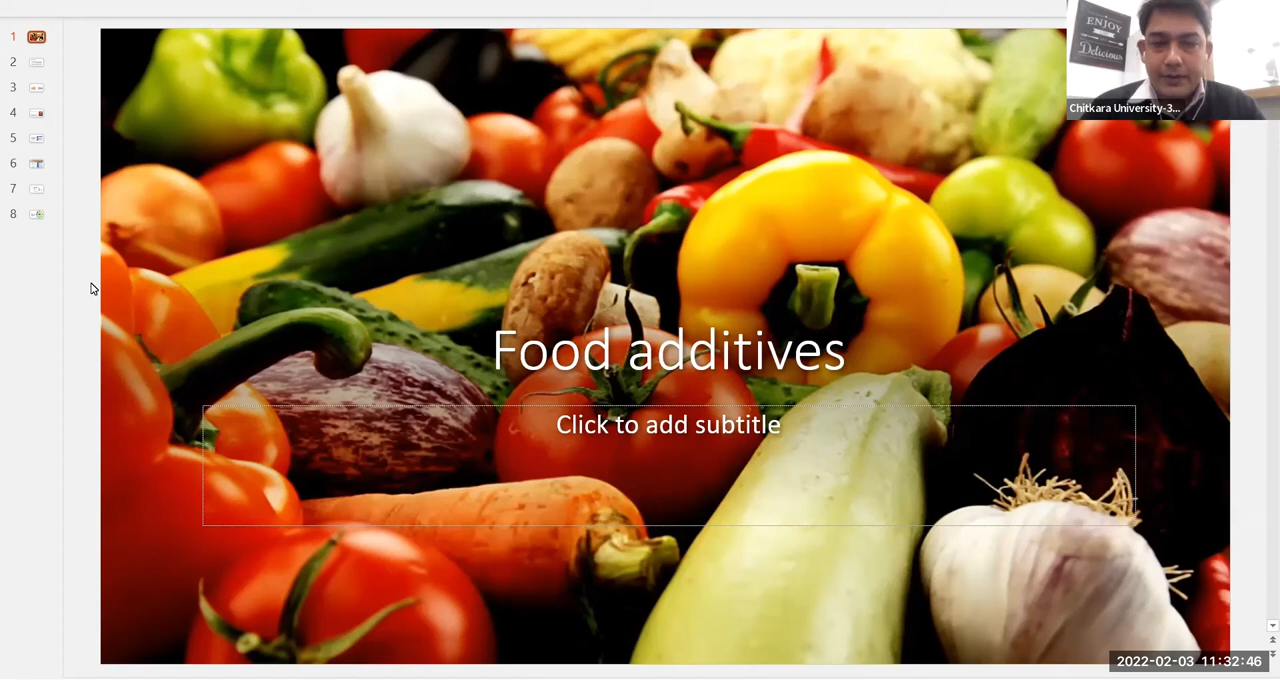 1
2
3
4
5
6
7
8
ENJOY
Delicious
Chitkara University-3...
Food additives
Click to add subtitle
2022-02-03 11:32:46